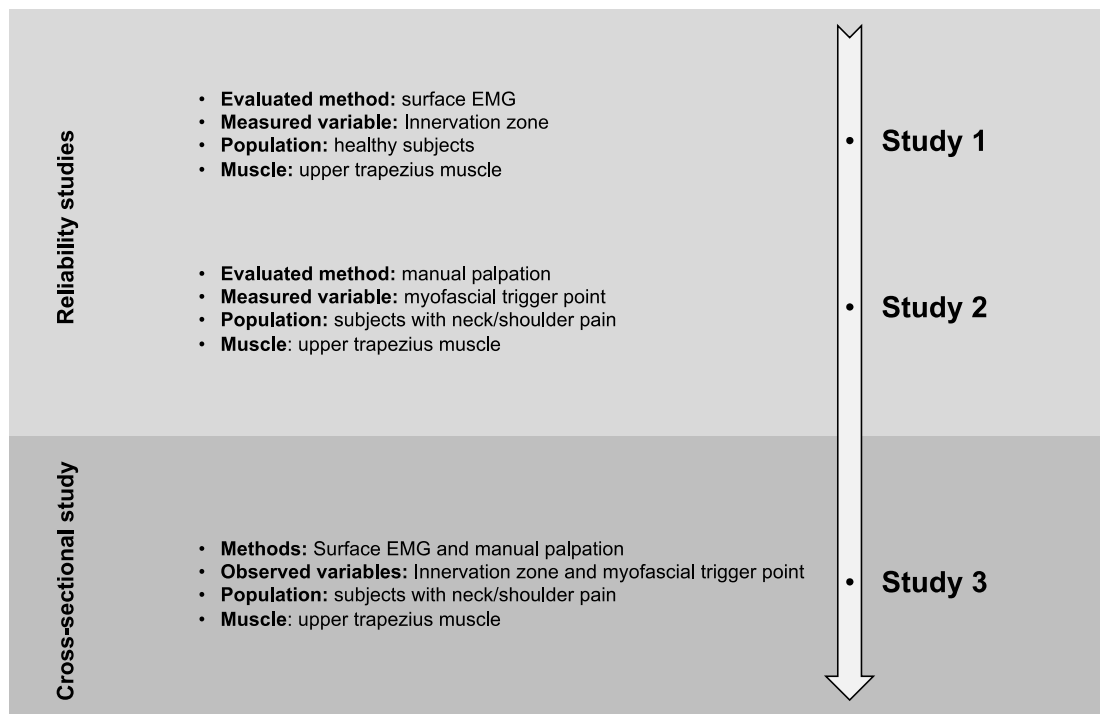 Reliability studies
• Evaluated method: surface EMG
• Measured variable: Innervation zone
• Population: healthy subjects
• Muscle: upper trapezius muscle
Study 1
• Evaluated method: manual palpation
• Measured variable: myofascial trigger point
• Population: subjects with neck/shoulder pain
• Muscle: upper trapezius muscle
Study 2
Cross-sectional study
• Methods: Surface EMG and manual palpation
• Observed variables: Innervation zone and myofascial trigger point
• Population: subjects with neck/shoulder pain
• Muscle: upper trapezius muscle
Study 3